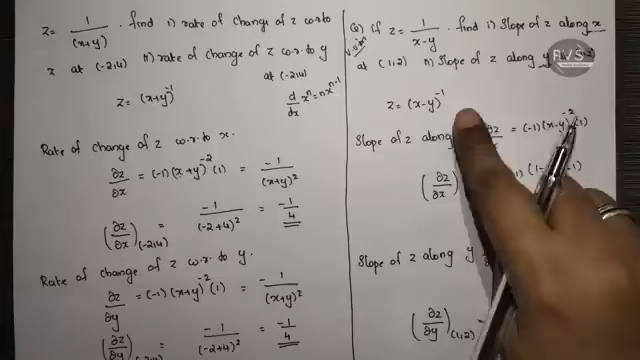 z = 1/(x+y) . find i) rate of change of z w.r.to
x at (-2,4) ii) rate of change of z w.r.to y
at (-2,4)
z = (x+y)^-1
d/dx x^n = nx^n-1
Rate of change of z w.r.to x.
∂z/∂x = (-1)(x+y)^-2 (1) = -1/(x+y)^2
(∂z/∂x)(-2,4) = -1/(-2+4)^2 = -1/4
Rate of change of z w.r.to y.
∂z/∂y = (-1)(x+y)^-2 (1) = -1/(x+y)^2
(∂z/∂y)(-2,4) = -1/(-2+4)^2 = -1/4
Q) If z = 1/(x-y) . find i) Slope of z along x
at (1,2) ii) Slope of z along y
RVS
z = (x-y)^-1
Slope of z along ∂z/∂x = (-1)(x-y)^-2 (1)
(∂z/∂x)
Slope of z along y
(∂z/∂y)(1,2) =